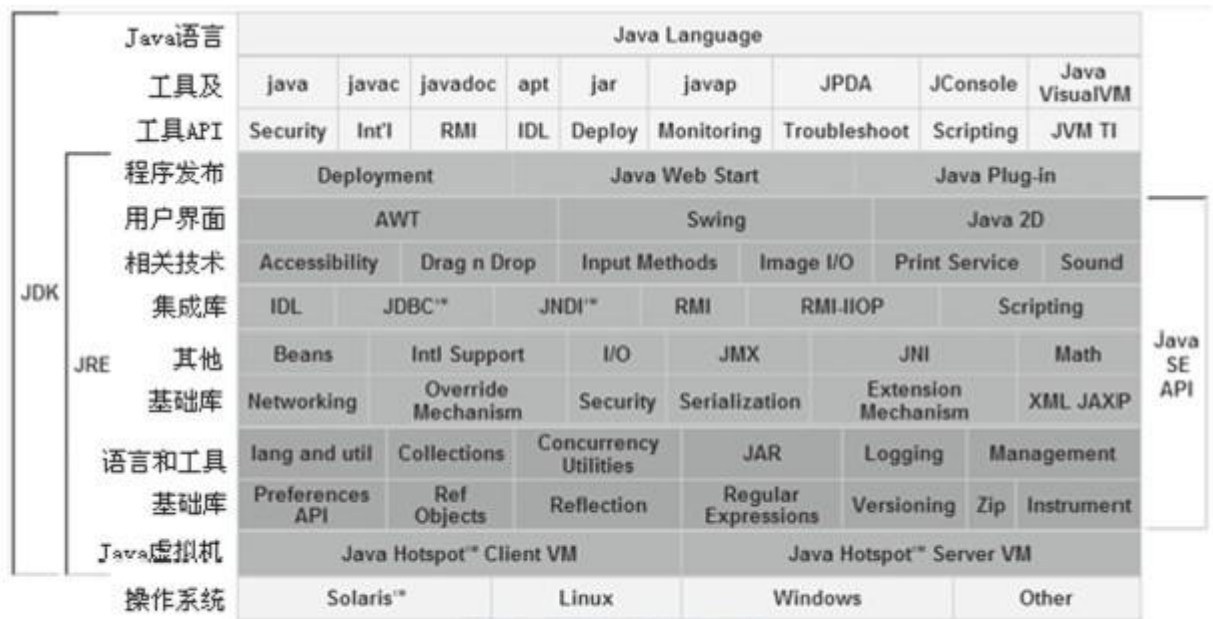 Java语言 Java Language
工具及 java javac javadoc apt jar javap JPDA JConsole Java VisualVM
工具API Security Int'l RMI IDL Deploy Monitoring Troubleshoot Scripting JVM TI
程序发布 Deployment Java Web Start Java Plug-in
用户界面 AWT Swing Java 2D
相关技术 Accessibility Drag n Drop Input Methods Image I/O Print Service Sound
JDK
集成库 IDL JDBC™ JNDI™ RMI RMI-IIOP Scripting
JRE
其他 Beans Intl Support I/O JMX JNI Math
Java SE API
基础库 Networking Override Mechanism Security Serialization Extension Mechanism XML JAXP
语言和工具 lang and util Collections Concurrency Utilities JAR Logging Management
基础库 Preferences API Ref Objects Reflection Regular Expressions Versioning Zip Instrument
Java虚拟机 Java Hotspot™ Client VM Java Hotspot™ Server VM
操作系统 Solaris™ Linux Windows Other